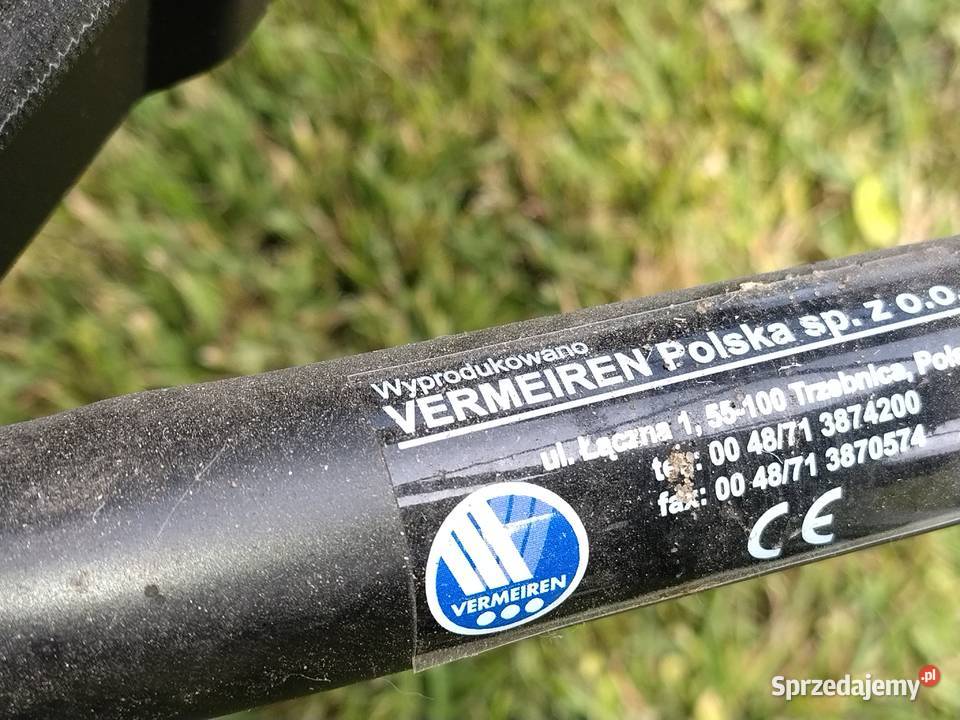 Wyprodukowano
VERMEIREN Polska sp. z o.o.
ul. Łączna 1, 55-100 Trzebnica,
tel: 00 48/71 3874200
fax: 00 48/71 3870574
CE
VERMEIREN
Sprzedajemy.pl